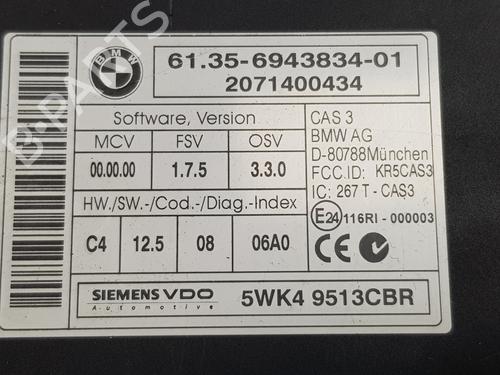 BMW
61.35-6943834-01
2071400434
Software, Version
MCV FSV OSV
00.00.00 1.7.5 3.3.0
HW./SW.-/Cod.-/Diag.-Index
C4 12.5 08 06A0
CAS 3
BMW AG
D-80788München
FCC.ID: KR5CAS3
IC: 267 T - CAS3
E24 116RI - 000003
CE
SIEMENS VDO
Automotive
5WK4 9513CBR
B-PARTS